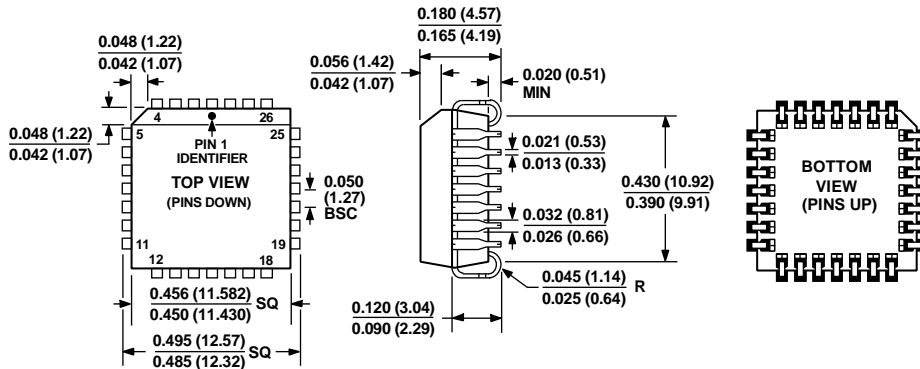 0.180 (4.57)
0.165 (4.19)
0.048 (1.22)
0.042 (1.07)
0.056 (1.42)
0.042 (1.07)
0.020 (0.51)
MIN
0.048 (1.22)
0.042 (1.07)
4
26
5
25
PIN 1
IDENTIFIER
TOP VIEW
(PINS DOWN)
0.050
(1.27)
BSC
11
19
12
18
0.021 (0.53)
0.013 (0.33)
0.032 (0.81)
0.026 (0.66)
0.430 (10.92)
0.390 (9.91)
BOTTOM
VIEW
(PINS UP)
0.456 (11.582)
0.450 (11.430)
SQ
0.495 (12.57)
0.485 (12.32)
SQ
0.120 (3.04)
0.090 (2.29)
0.045 (1.14)
0.025 (0.64)
R